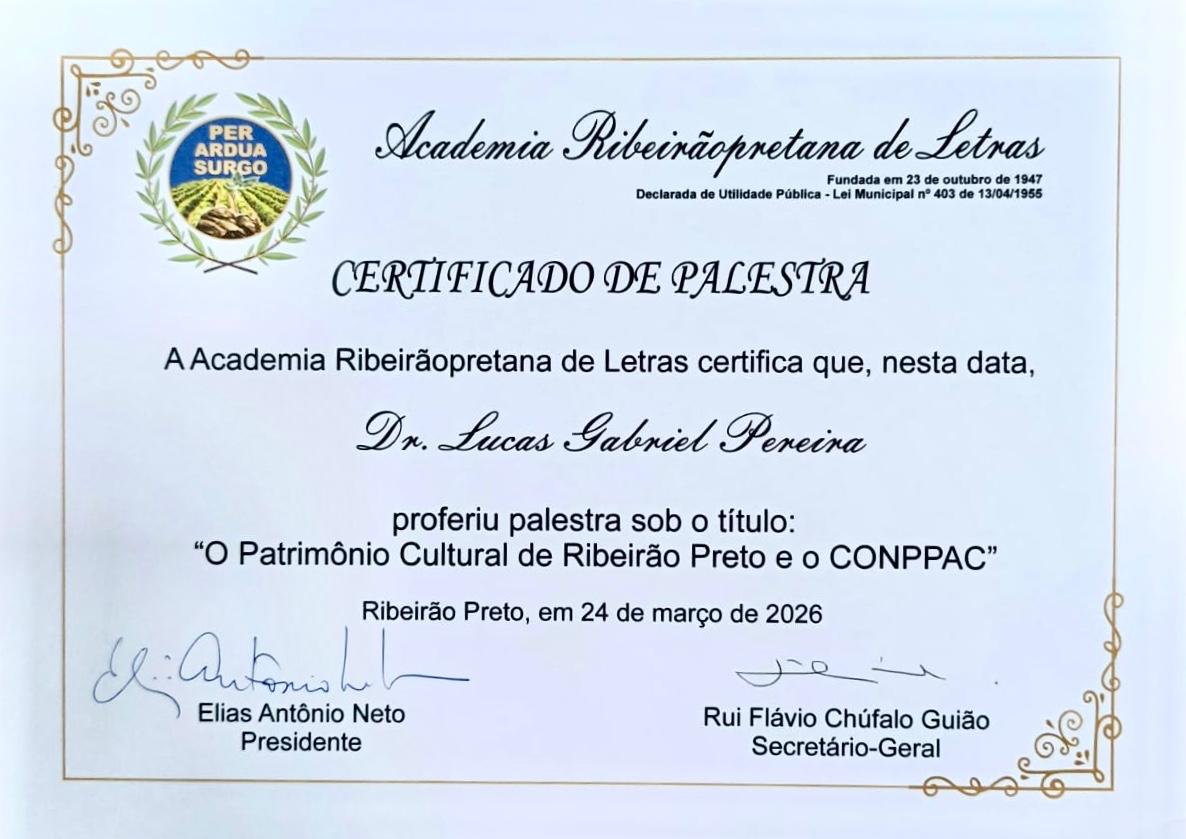 PER
ARDUA
SURGO
Academia Ribeirãopretana de Letras
Fundada em 23 de outubro de 1947
Declarada de Utilidade Pública - Lei Municipal nº 403 de 13/04/1955
CERTIFICADO DE PALESTRA
A Academia Ribeirãopretana de Letras certifica que, nesta data,
Dr. Lucas Gabriel Pereira
proferiu palestra sob o título:
“O Patrimônio Cultural de Ribeirão Preto e o CONPPAC”
Ribeirão Preto, em 24 de março de 2026
Elias Antônio Neto
Presidente
Rui Flávio Chúfalo Guião
Secretário-Geral